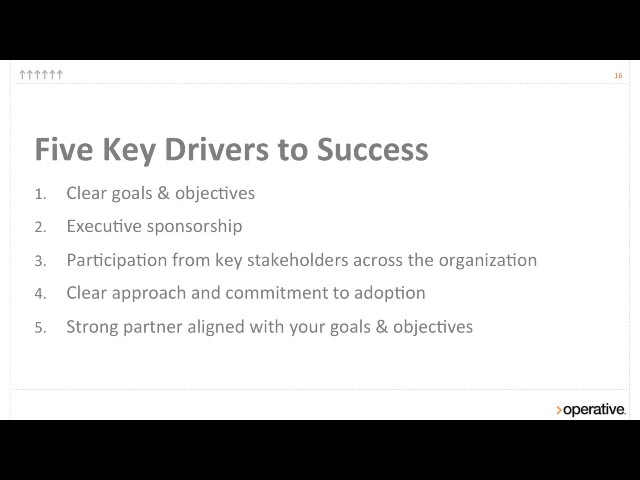 ↑↑↑↑↑↑
16
Five Key Drivers to Success
1. Clear goals & objectives
2. Executive sponsorship
3. Participation from key stakeholders across the organization
4. Clear approach and commitment to adoption
5. Strong partner aligned with your goals & objectives
›operative.